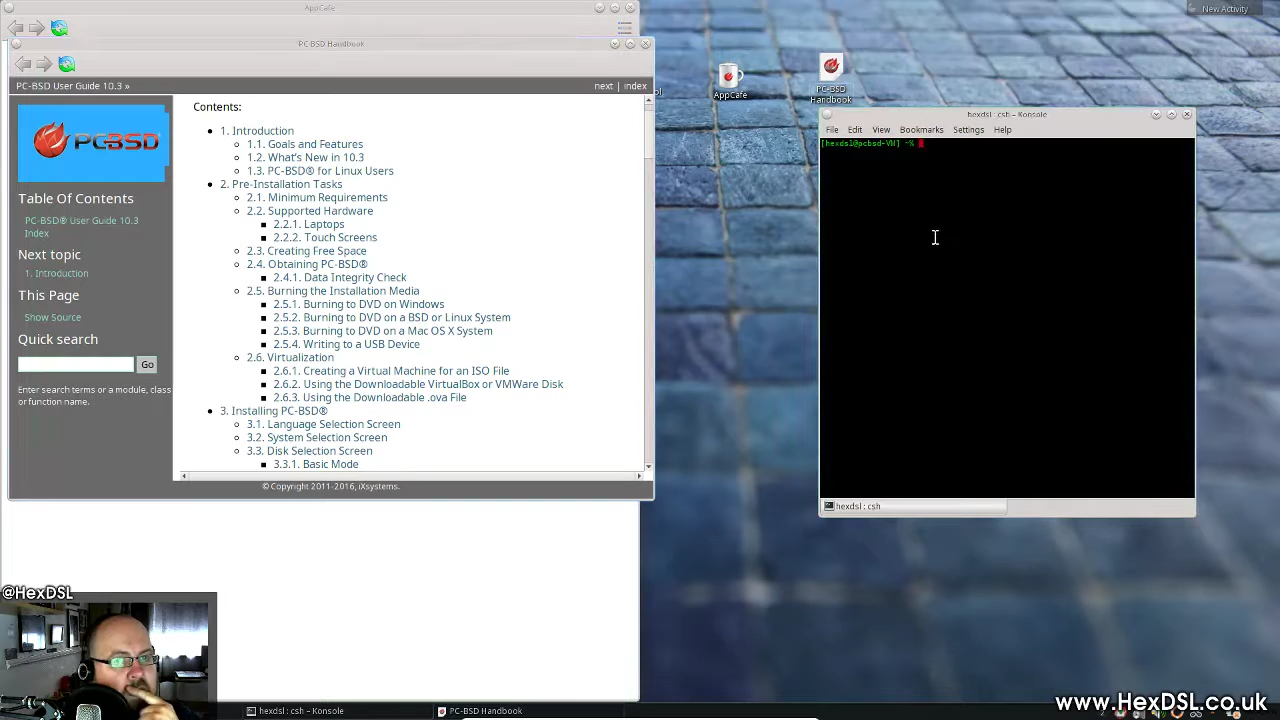 AppCafe
New Activity
PC-BSD Handbook
PC-BSD User Guide 10.3 »
next | index
PCBSD
Table Of Contents
PC-BSD® User Guide 10.3
Index
Next topic
1. Introduction
This Page
Show Source
Quick search
Go
Enter search terms or a module, class
or function name.
Contents:
1. Introduction
1.1. Goals and Features
1.2. What's New in 10.3
1.3. PC-BSD® for Linux Users
2. Pre-Installation Tasks
2.1. Minimum Requirements
2.2. Supported Hardware
2.2.1. Laptops
2.2.2. Touch Screens
2.3. Creating Free Space
2.4. Obtaining PC-BSD®
2.4.1. Data Integrity Check
2.5. Burning the Installation Media
2.5.1. Burning to DVD on Windows
2.5.2. Burning to DVD on a BSD or Linux System
2.5.3. Burning to DVD on a Mac OS X System
2.5.4. Writing to a USB Device
2.6. Virtualization
2.6.1. Creating a Virtual Machine for an ISO File
2.6.2. Using the Downloadable VirtualBox or VMWare Disk
2.6.3. Using the Downloadable .ova File
3. Installing PC-BSD®
3.1. Language Selection Screen
3.2. System Selection Screen
3.3. Disk Selection Screen
3.3.1. Basic Mode
© Copyright 2011-2016, iXsystems.
AppCafe
PC-BSD
Handbook
hexdsl : csh – Konsole
File Edit View Bookmarks Settings Help
[hexdsl@pcbsd-VM] ~%
hexdsl : csh
@HexDSL
hexdsl : csh – Konsole
PC-BSD Handbook
www.HexDSL.co.uk